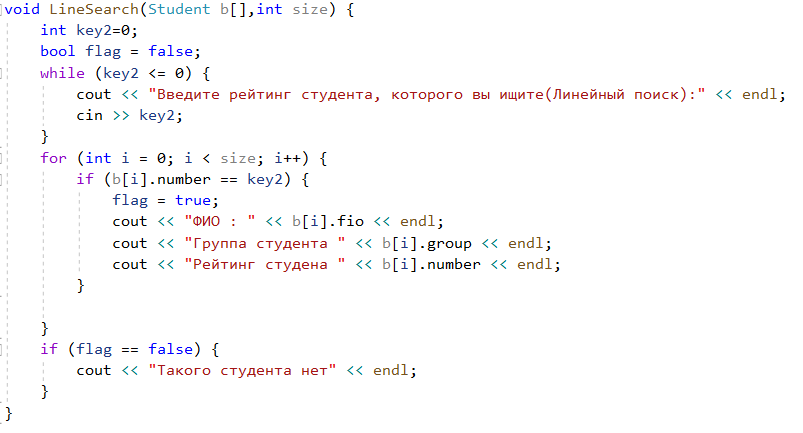 void LineSearch(Student b[],int size) {
int key2=0;
bool flag = false;
while (key2 <= 0) {
cout << "Введите рейтинг студента, которого вы ищите(Линейный поиск):" << endl;
cin >> key2;
}
for (int i = 0; i < size; i++) {
if (b[i].number == key2) {
flag = true;
cout << "ФИО : " << b[i].fio << endl;
cout << "Группа студента " << b[i].group << endl;
cout << "Рейтинг студена " << b[i].number << endl;
}
}
if (flag == false) {
cout << "Такого студента нет" << endl;
}
}